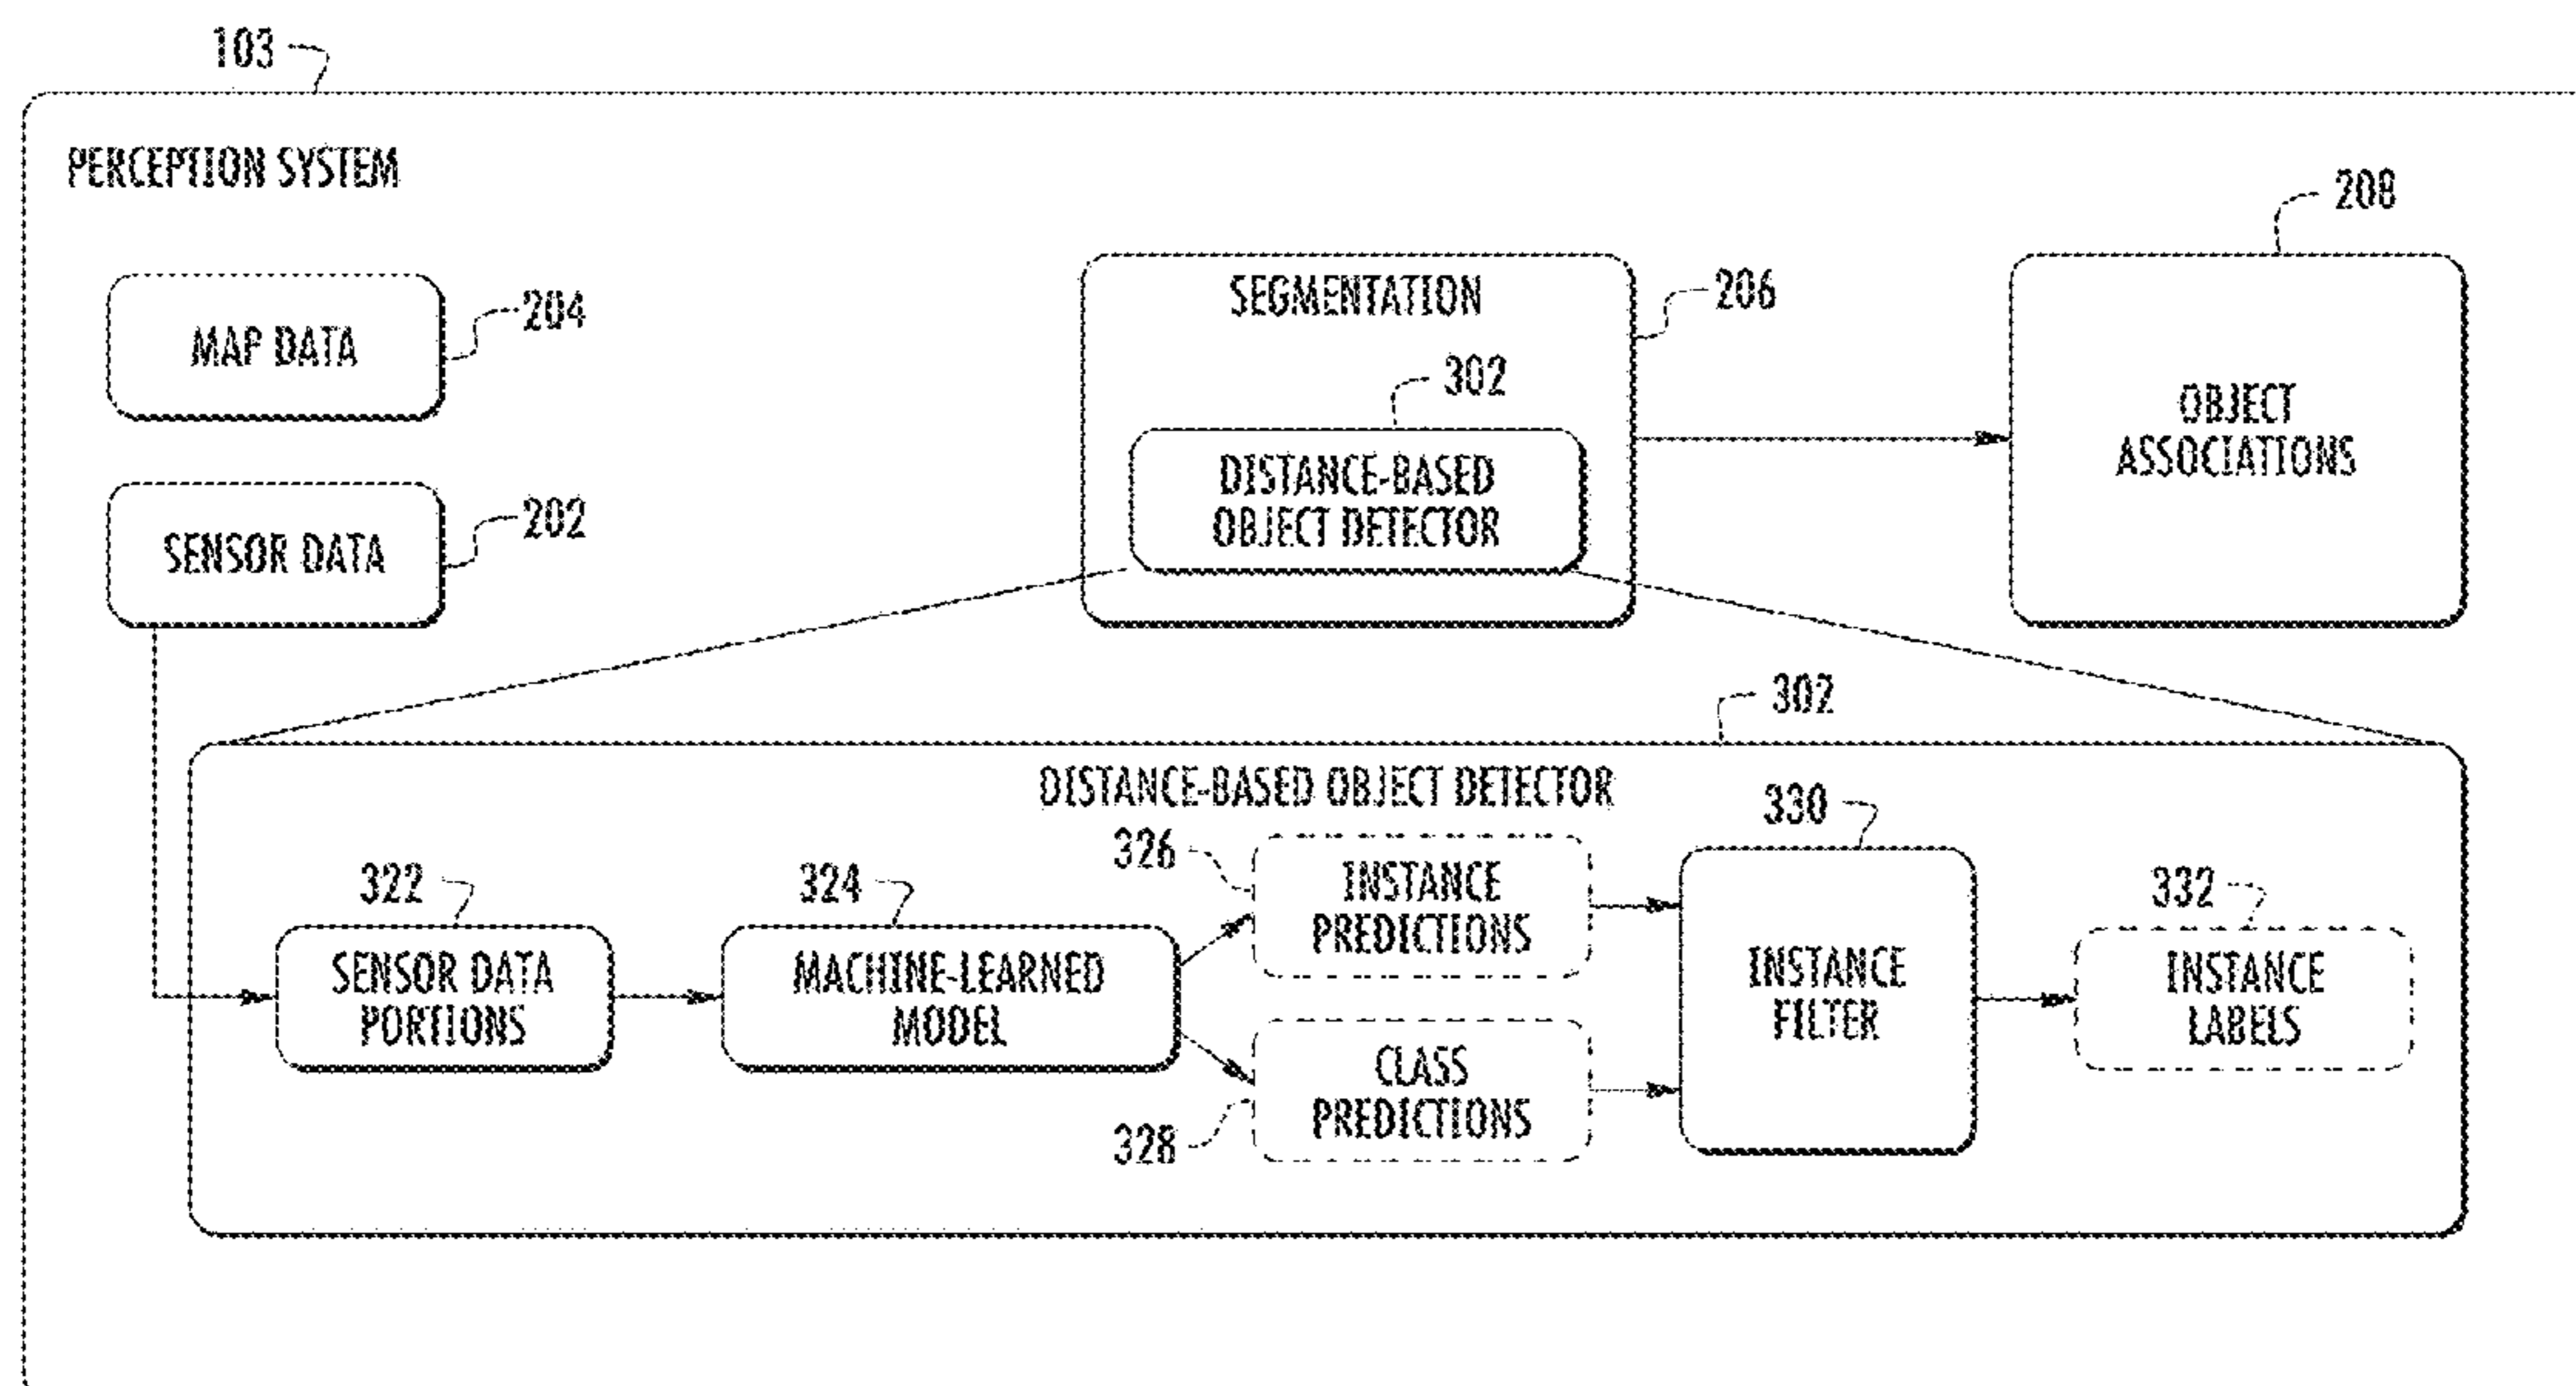 103
PERCEPTION SYSTEM
208
MAP DATA
204
SEGMENTATION
206
302
DISTANCE-BASED
OBJECT DETECTOR
OBJECT
ASSOCIATIONS
SENSOR DATA
202
302
DISTANCE-BASED OBJECT DETECTOR
322
SENSOR DATA
PORTIONS
324
MACHINE-LEARNED
MODEL
326
INSTANCE
PREDICTIONS
328
CLASS
PREDICTIONS
330
INSTANCE
FILTER
332
INSTANCE
LABELS